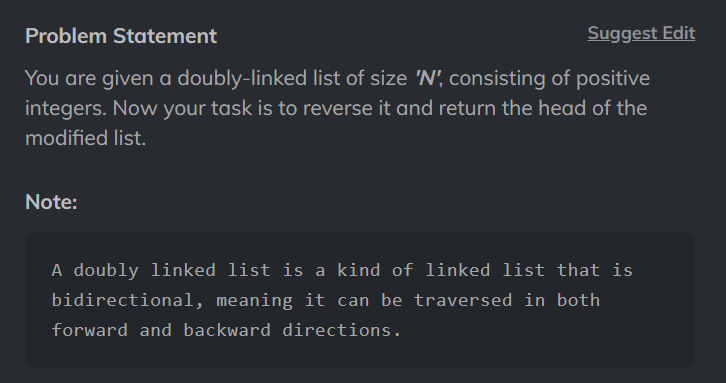 Problem Statement
Suggest Edit
You are given a doubly-linked list of size 'N', consisting of positive
integers. Now your task is to reverse it and return the head of the
modified list.
Note:
A doubly linked list is a kind of linked list that is
bidirectional, meaning it can be traversed in both
forward and backward directions.